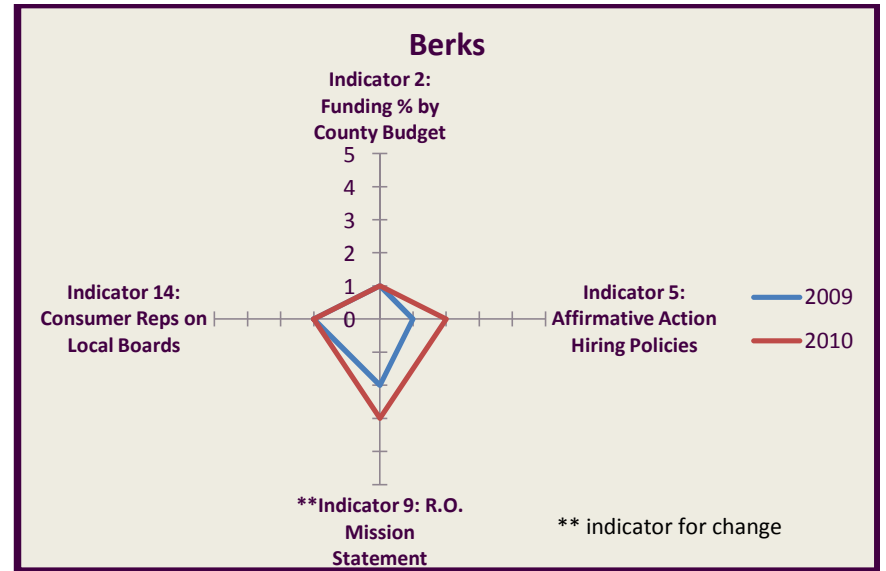 Berks
Indicator 2:
Funding % by
County Budget
5
4
3
2
1
0
Indicator 14:
Consumer Reps on
Local Boards
Indicator 5:
Affirmative Action
Hiring Policies
2009
2010
**Indicator 9: R.O.
Mission
Statement
** indicator for change